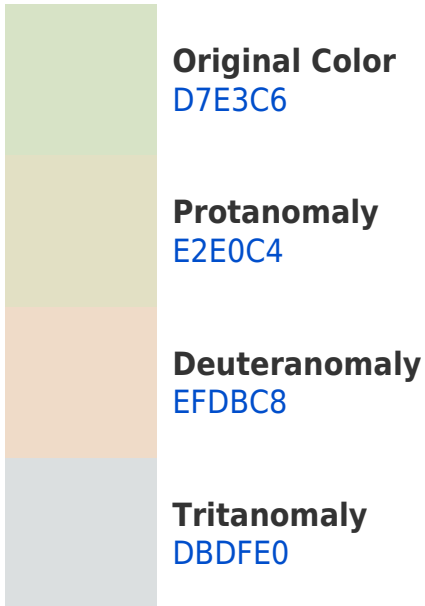 Original Color
D7E3C6
Protanomaly
E2E0C4
Deuteranomaly
EFDBC8
Tritanomaly
DBDFE0